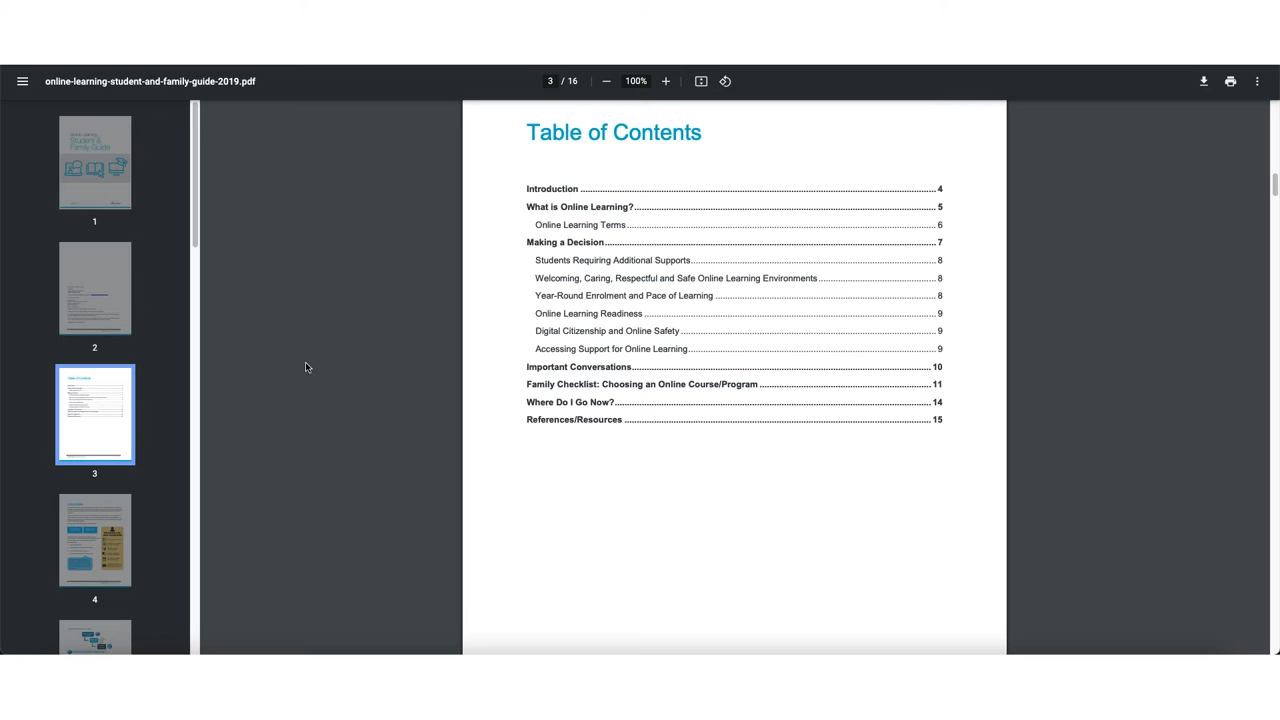 online-learning-student-and-family-guide-2019.pdf
3 / 16
100%
Student &
Family Guide
1
2
3
4
Table of Contents
Introduction 4
What is Online Learning? 5
Online Learning Terms 6
Making a Decision 7
Students Requiring Additional Supports 8
Welcoming, Caring, Respectful and Safe Online Learning Environments 8
Year-Round Enrolment and Pace of Learning 8
Online Learning Readiness 9
Digital Citizenship and Online Safety 9
Accessing Support for Online Learning 9
Important Conversations 10
Family Checklist: Choosing an Online Course/Program 11
Where Do I Go Now? 14
References/Resources 15